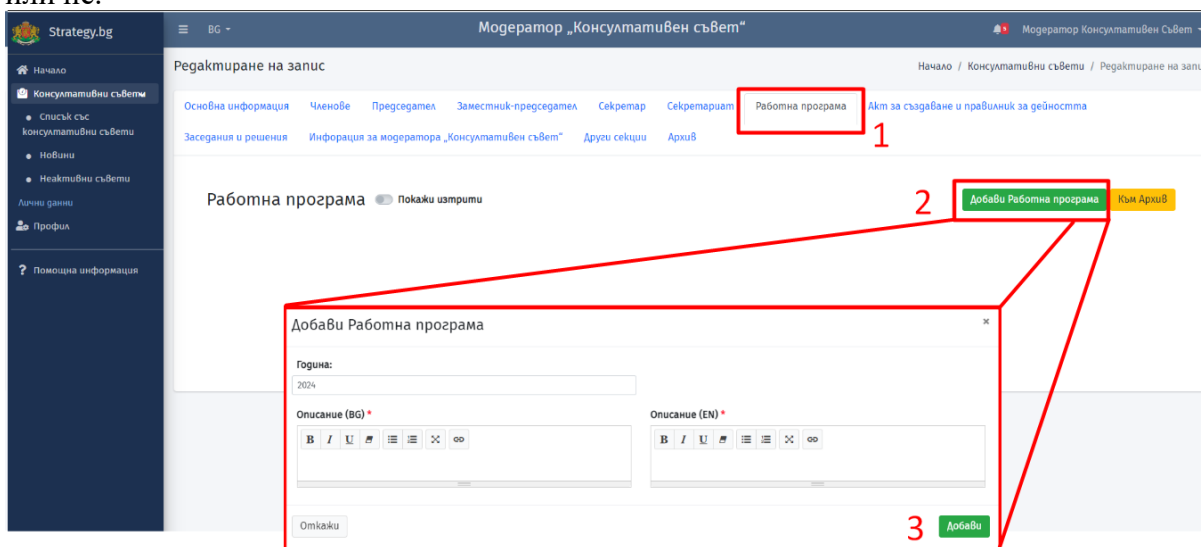 или не.
Strategy.bg
BG
Модератор „Консултативен съвет“
9
Модератор Консултативен Съвет
Начало
Редактиране на запис
Начало / Консултативни съвети / Редактиране на запис
Консултативни съвети
Списък със
консултативни съвети
Новини
Неактивни съвети
Лични данни
Профил
? Помощна информация
Основна информация Членове Председател Заместник-председател Секретар Секретариат Работна програма Акт за създаване и правилник за дейността
1
Заседания и решения Инфорация за модератора „Консултативен съвет“ Други секции Архив
Работна програма Покажи изтрити
2
Добави Работна програма Към Архив
Добави Работна програма ×
Година:
2024
Описание (BG) * Описание (EN) *
B I U B I U
Откажи 3 Добави